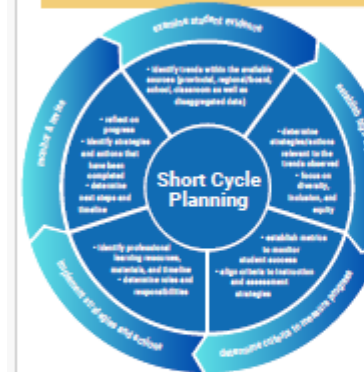 examine student evidence
• Identify trends within the available
sources (provincial, regional/board,
school, classroom as well as
disaggregated data)
establish
• determine
strategies/actions
relevant to the
trends observed
• focus on
diversity,
inclusion, and
equity
determine criteria to measure progress
• establish metrics
to monitor
student success
• align criteria to instruction
and assessment
strategies
implement strategies and actions
• Identify professional
learning resources,
materials, and timeline
• determine roles and
responsibilities
monitor & revise
• reflect on
progress
• Identify strategies
and actions that
have been
completed
• determine
next steps and
timeline
Short Cycle
Planning